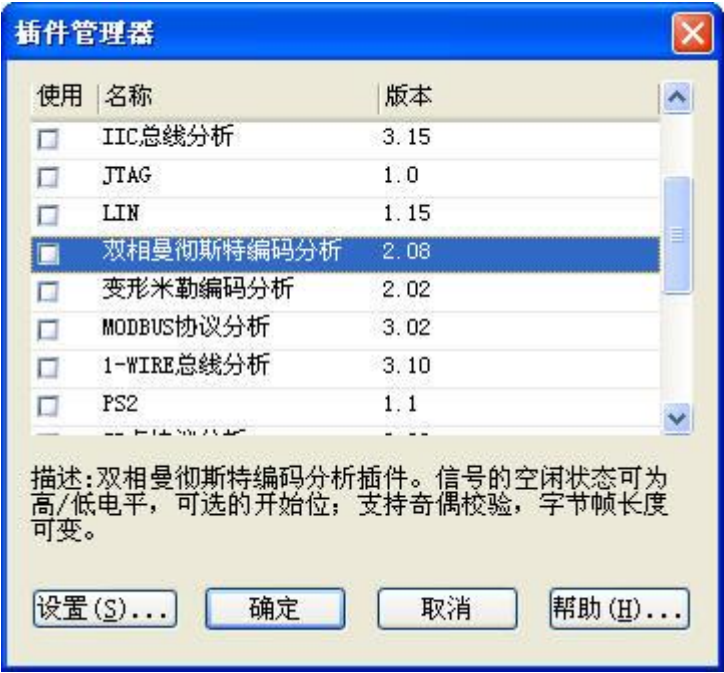 插件管理器
使用 名称 版本
IIC总线分析 3.15
JTAG 1.0
LIN 1.15
双相曼彻斯特编码分析 2.08
变形米勒编码分析 2.02
MODBUS协议分析 3.02
1-WIRE总线分析 3.10
PS2 1.1
描述:双相曼彻斯特编码分析插件。信号的空闲状态可为
高/低电平，可选的开始位；支持奇偶校验，字节帧长度
可变。
设置(S)... 确定 取消 帮助(H)...